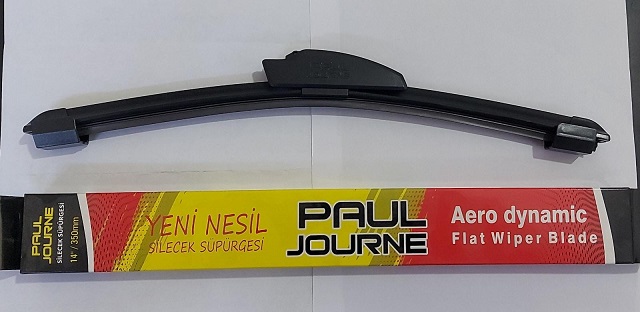 PAUL
JOURNE
SİLECEK SÜPÜRGESİ
14" / 350mm
YENİ NESİL
SİLECEK SÜPÜRGESİ
PAUL
JOURNE
Aero dynamic
Flat Wiper Blade